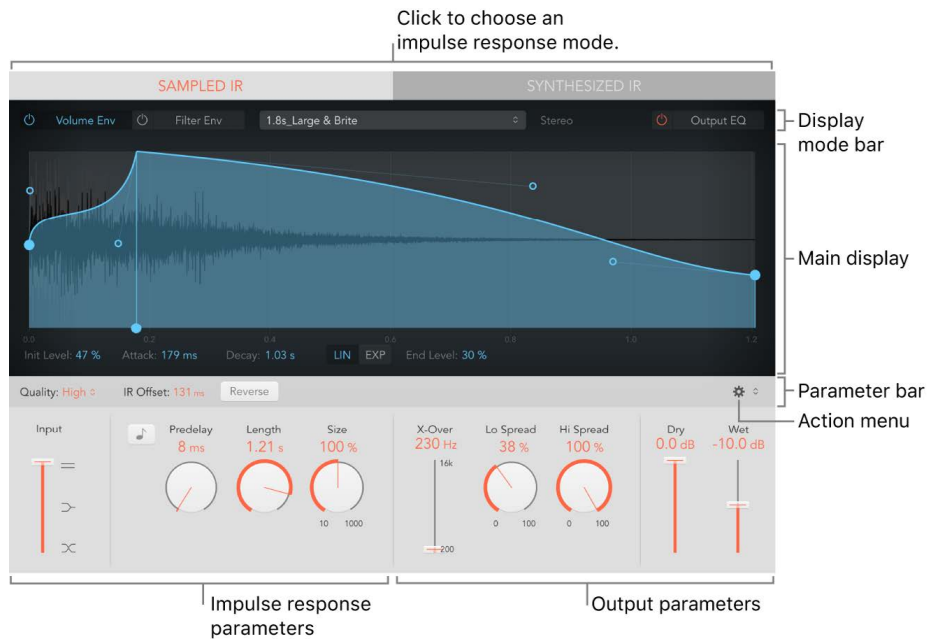 Click to choose an
impulse response mode.
SAMPLED IR
SYNTHESIZED IR
Volume Env
Filter Env
1.8s_Large & Brite
Stereo
Output EQ
Display
mode bar
Main display
0.0 0.2 0.4 0.6 0.8 1.0 1.2
Init Level: 47 % Attack: 179 ms Decay: 1.03 s LIN EXP End Level: 30 %
Quality: High IR Offset: 131 ms Reverse
Parameter bar
Action menu
Input
Predelay
8 ms
Length
1.21 s
Size
100 %
10 1000
X-Over
230 Hz
16k
200
Lo Spread
38 %
0 100
Hi Spread
100 %
0 100
Dry
0.0 dB
Wet
-10.0 dB
Impulse response
parameters
Output parameters